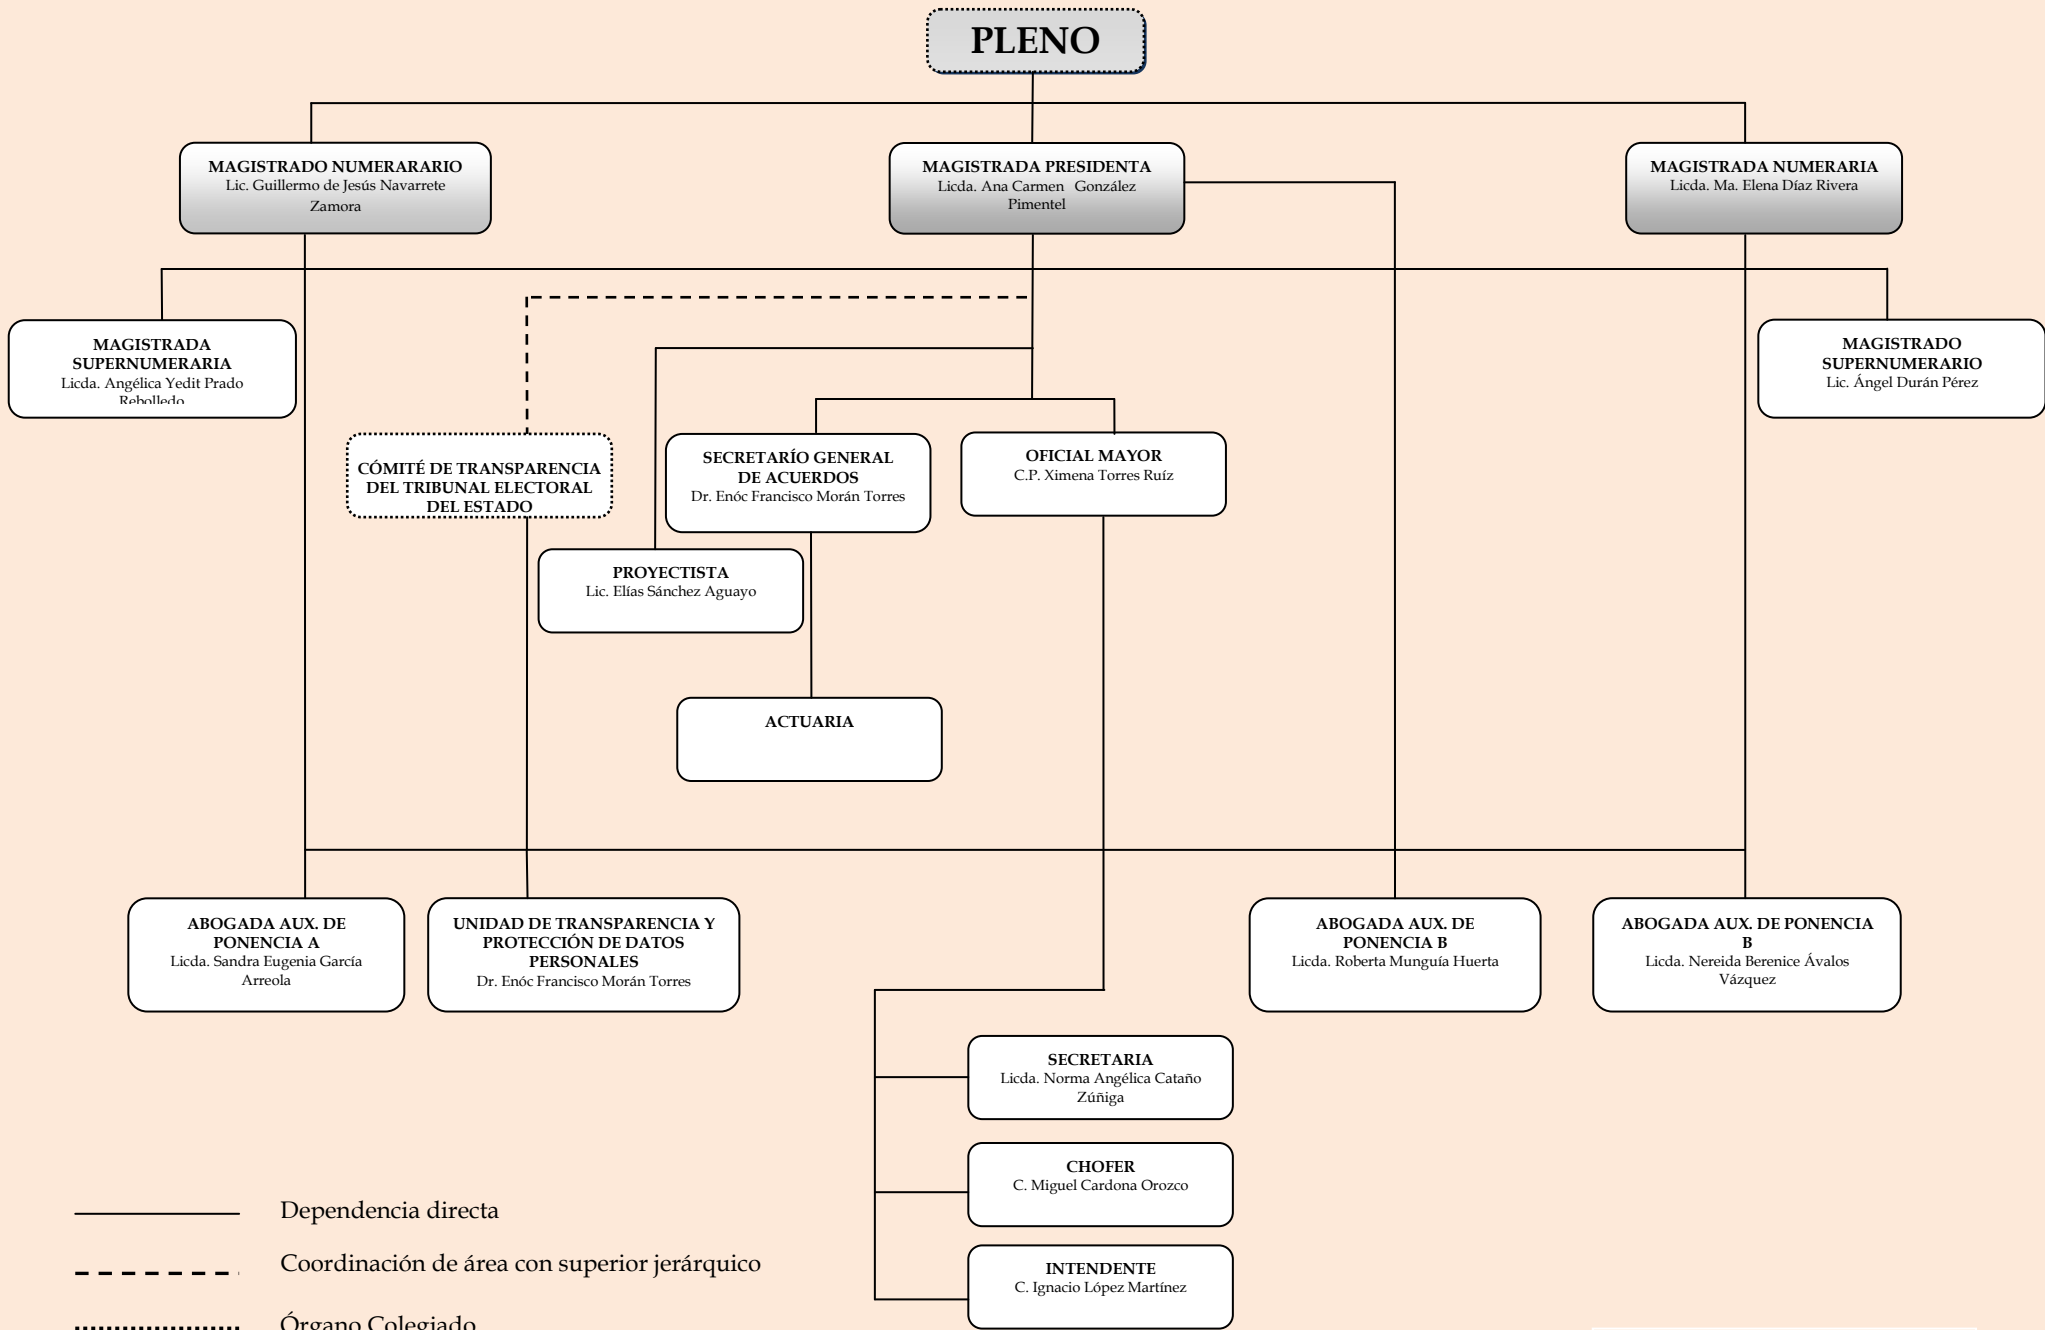 PLENO
MAGISTRADO NUMERARARIO
Lic. Guillermo de Jesús Navarrete
Zamora
MAGISTRADA PRESIDENTA
Licda. Ana Carmen González
Pimentel
MAGISTRADA NUMERARIA
Licda. Ma. Elena Díaz Rivera
MAGISTRADA
SUPERNUMERARIA
Licda. Angélica Yedit Prado
Rebolledo
MAGISTRADO
SUPERNUMERARIO
Lic. Ángel Durán Pérez
CÓMITÉ DE TRANSPARENCIA
DEL TRIBUNAL ELECTORAL
DEL ESTADO
SECRETARÍO GENERAL
DE ACUERDOS
Dr. Enóc Francisco Morán Torres
OFICIAL MAYOR
C.P. Ximena Torres Ruíz
PROYECTISTA
Lic. Elías Sánchez Aguayo
ACTUARIA
ABOGADA AUX. DE
PONENCIA A
Licda. Sandra Eugenia García
Arreola
UNIDAD DE TRANSPARENCIA Y
PROTECCIÓN DE DATOS
PERSONALES
Dr. Enóc Francisco Morán Torres
ABOGADA AUX. DE
PONENCIA B
Licda. Roberta Munguía Huerta
ABOGADA AUX. DE PONENCIA
B
Licda. Nereida Berenice Ávalos
Vázquez
SECRETARIA
Licda. Norma Angélica Cataño
Zúñiga
CHOFER
C. Miguel Cardona Orozco
INTENDENTE
C. Ignacio López Martínez
Dependencia directa
Coordinación de área con superior jerárquico
Órgano Colegiado